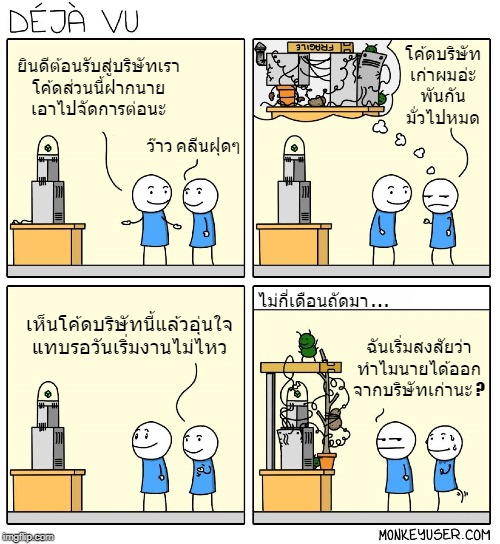 DÉJÀ VU
ยินดีต้อนรับสู่บริษัทเรา
โค้ดส่วนนี้ฝากนาย
เอาไปจัดการต่อนะ
ว๊าว คลีนฝุดๆ
FRAGILE
โค้ดบริษัท
เก่าผมอ่ะ
พันกัน
มั่วไปหมด
เห็นโค้ดบริษัทนี้แล้วอุ่นใจ
แทบรอวันเริ่มงานไม่ไหว
ไม่กี่เดือนถัดมา...
ฉันเริ่มสงสัยว่า
ทำไมนายได้ออก
จากบริษัทเก่านะ?
imgflip.com
MONKEYUSER.COM